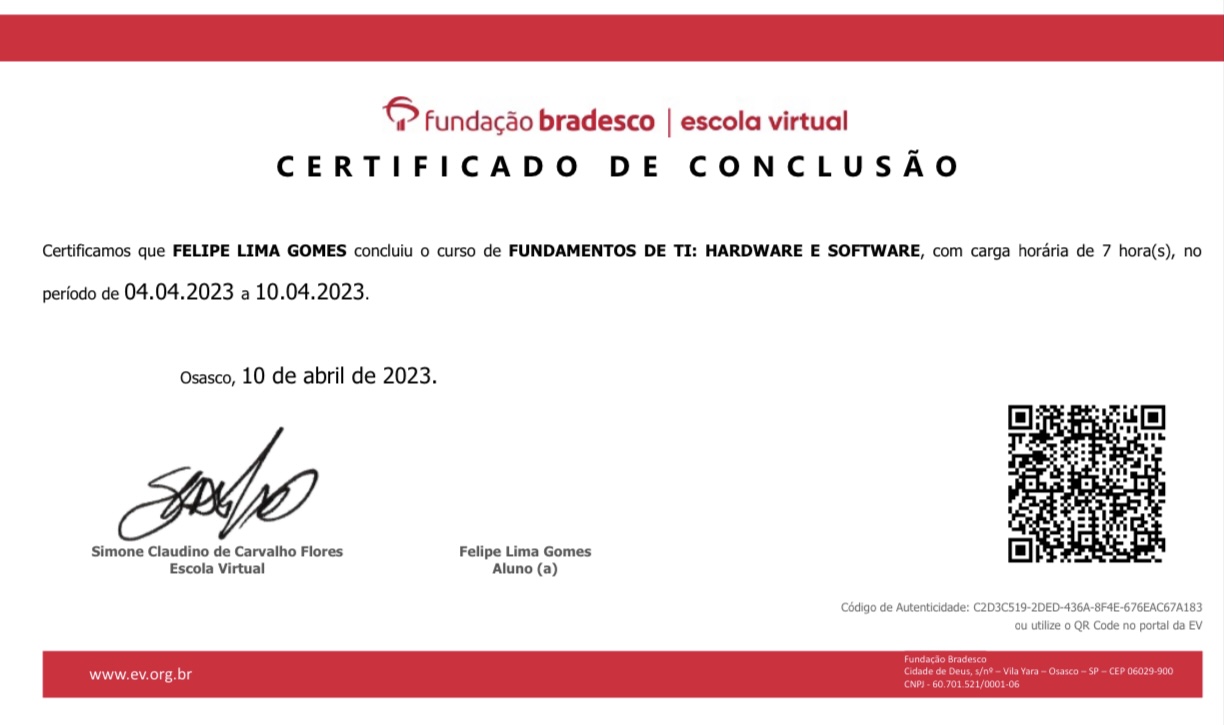 fundação bradesco | escola virtual
CERTIFICADO DE CONCLUSÃO
Certificamos que FELIPE LIMA GOMES concluiu o curso de FUNDAMENTOS DE TI: HARDWARE E SOFTWARE, com carga horária de 7 hora(s), no
período de 04.04.2023 a 10.04.2023.
Osasco, 10 de abril de 2023.
Simone Claudino de Carvalho Flores
Escola Virtual
Felipe Lima Gomes
Aluno (a)
Código de Autenticidade: C2D3C519-2DED-436A-8F4E-676EAC67A183
ou utilize o QR Code no portal da EV
www.ev.org.br
Fundação Bradesco
Cidade de Deus, s/nº – Vila Yara – Osasco – SP – CEP 06029-900
CNPJ - 60.701.521/0001-06